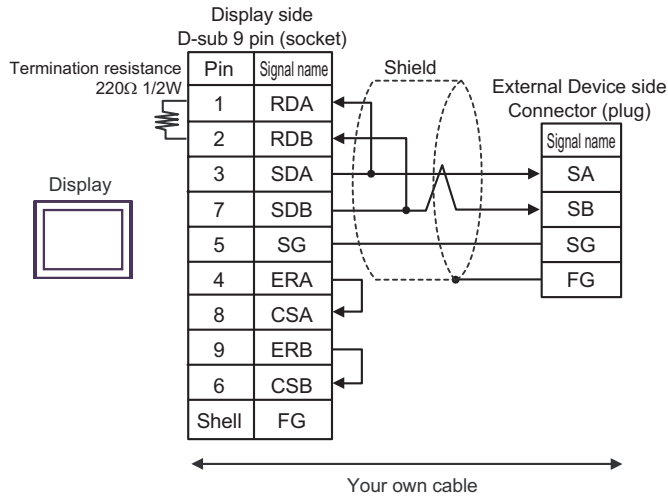 Display side
D-sub 9 pin (socket)
Termination resistance
220Ω 1/2W
Pin Signal name
Shield
External Device side
Connector (plug)
Signal name
1 RDA
2 RDB
3 SDA SA
7 SDB SB
5 SG SG
4 ERA FG
8 CSA
9 ERB
6 CSB
Shell FG
Display
Your own cable